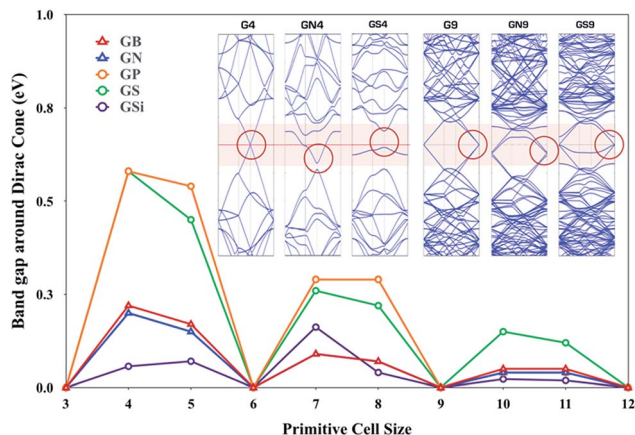 G4 GN4 GS4 G9 GN9 GS9
1.0
0.8
0.5
0.3
0.0
Band gap around Dirac Cone (eV)
GB
GN
GP
GS
GSi
3 4 5 6 7 8 9 10 11 12
Primitive Cell Size